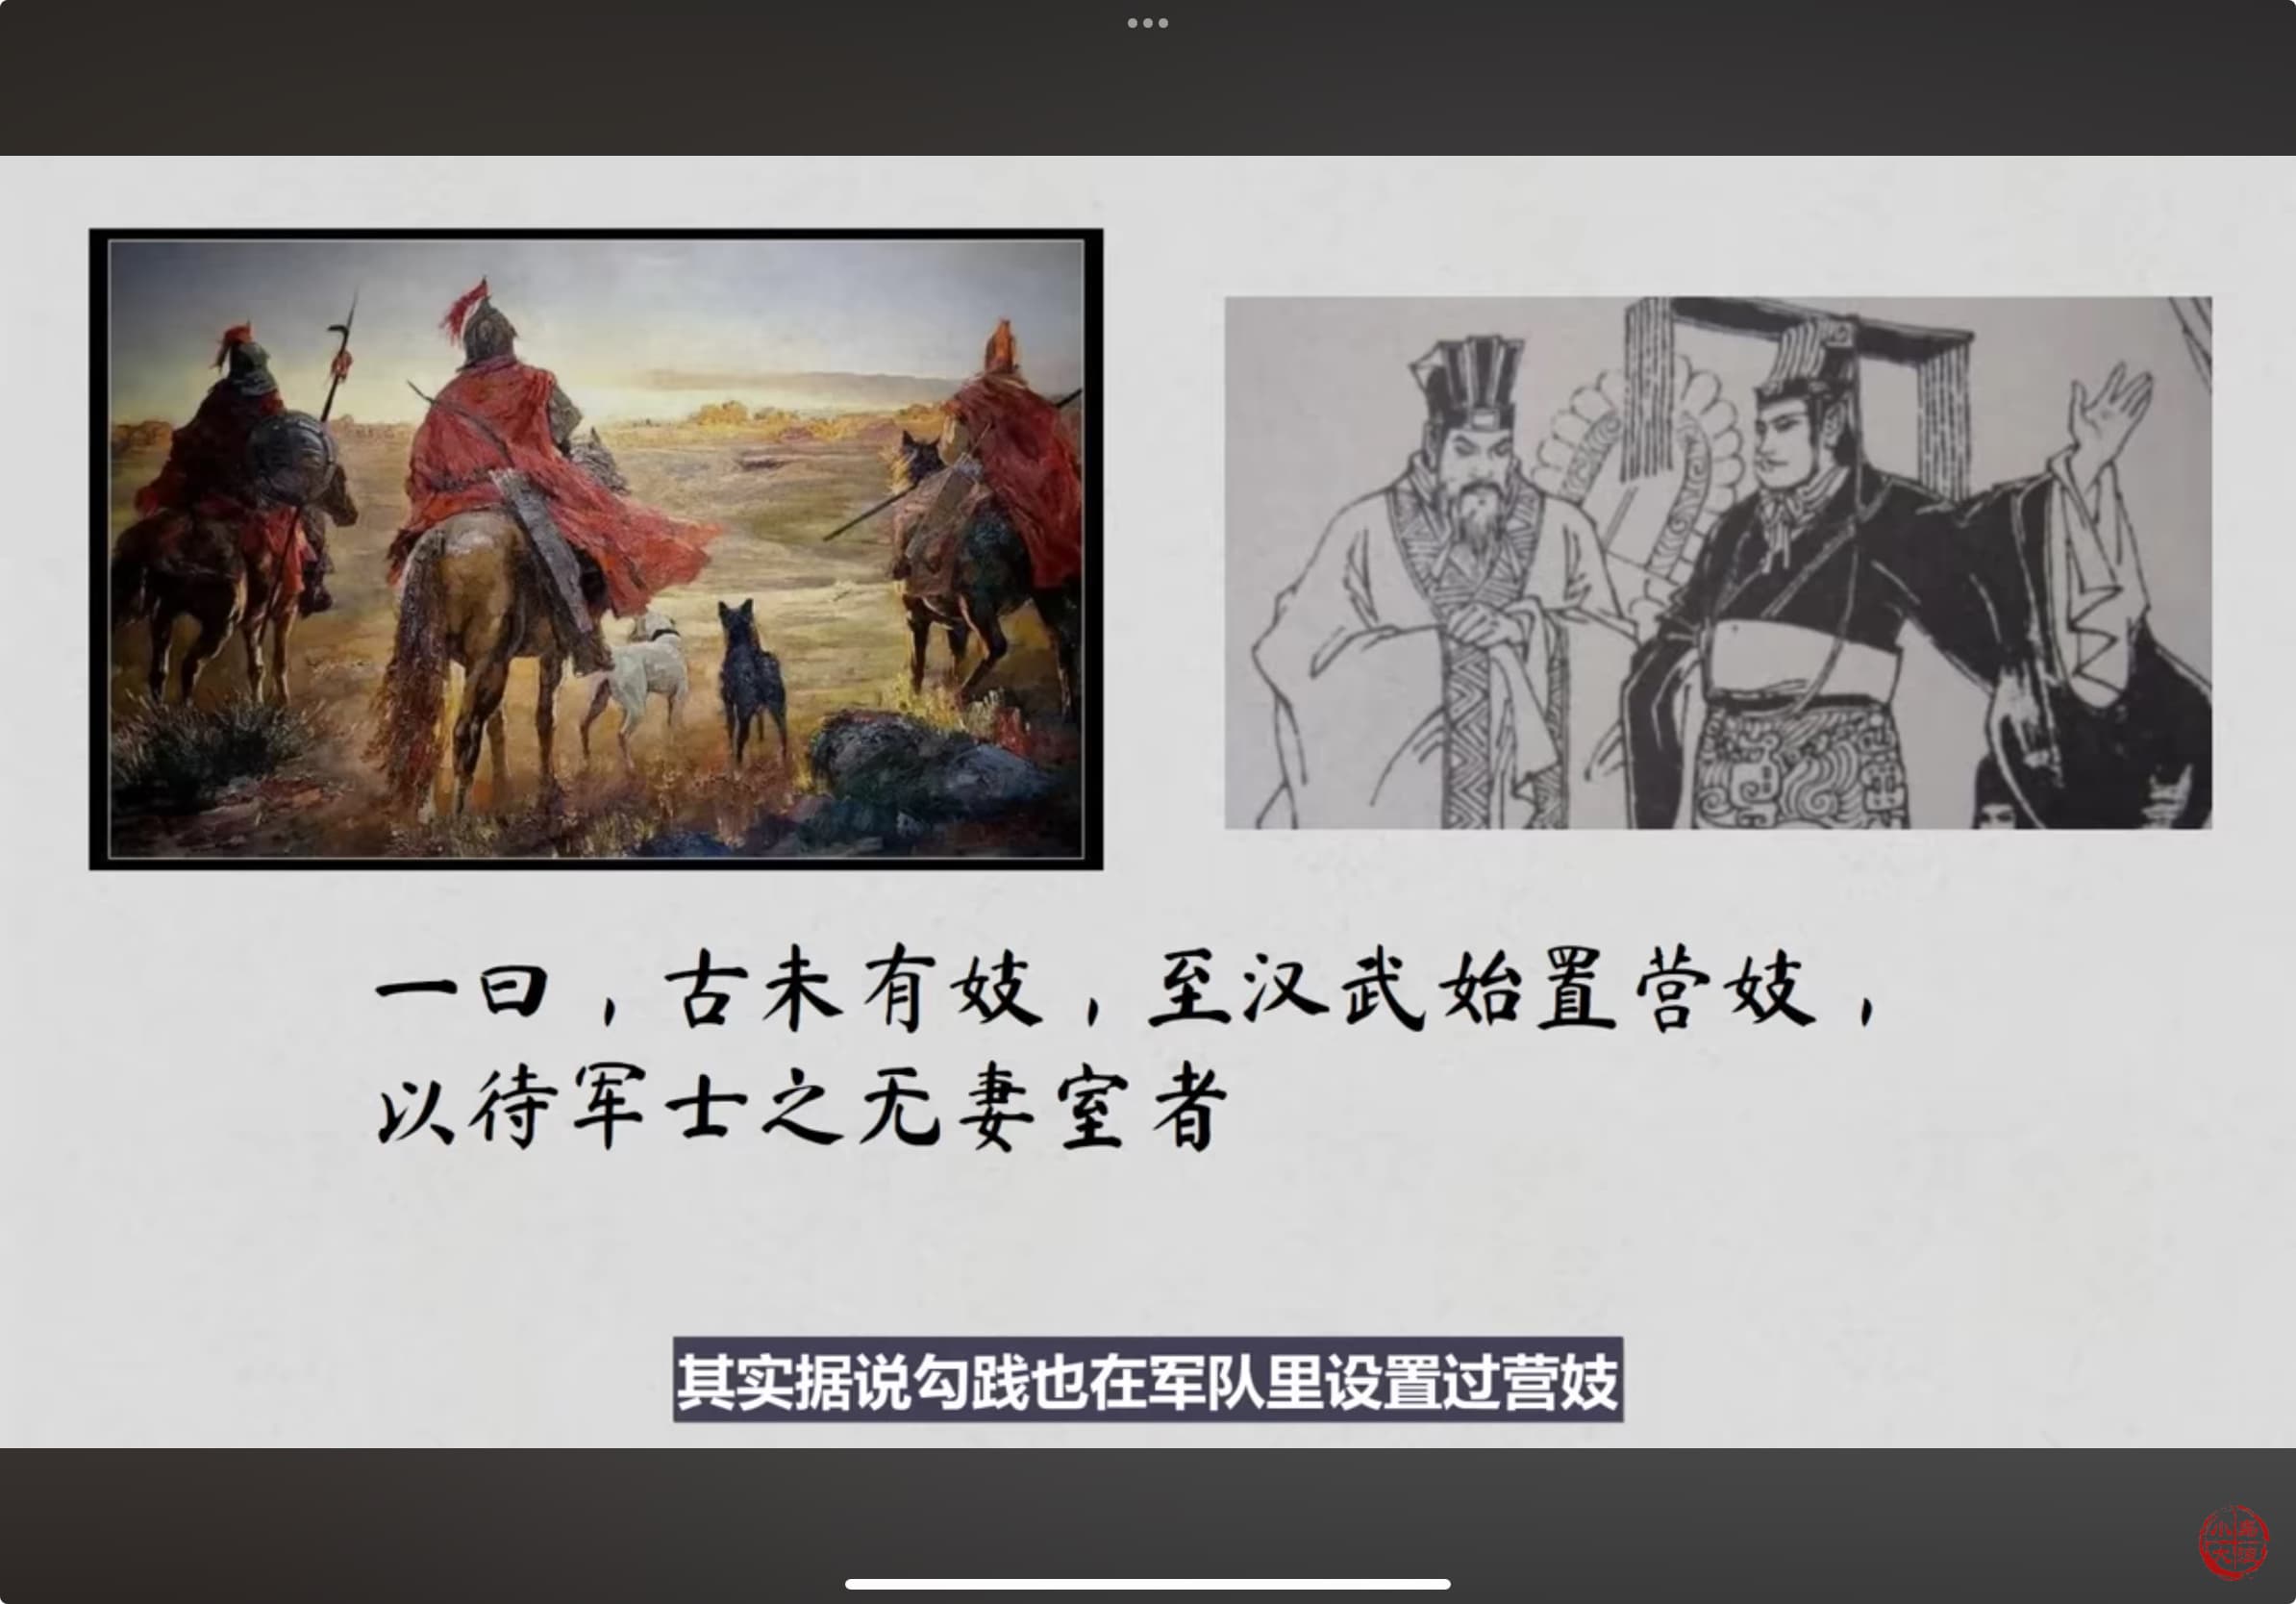 一曰，古未有妓，至汉武始置营妓，
以待军士之无妻室者
其实据说勾践也在军队里设置过营妓